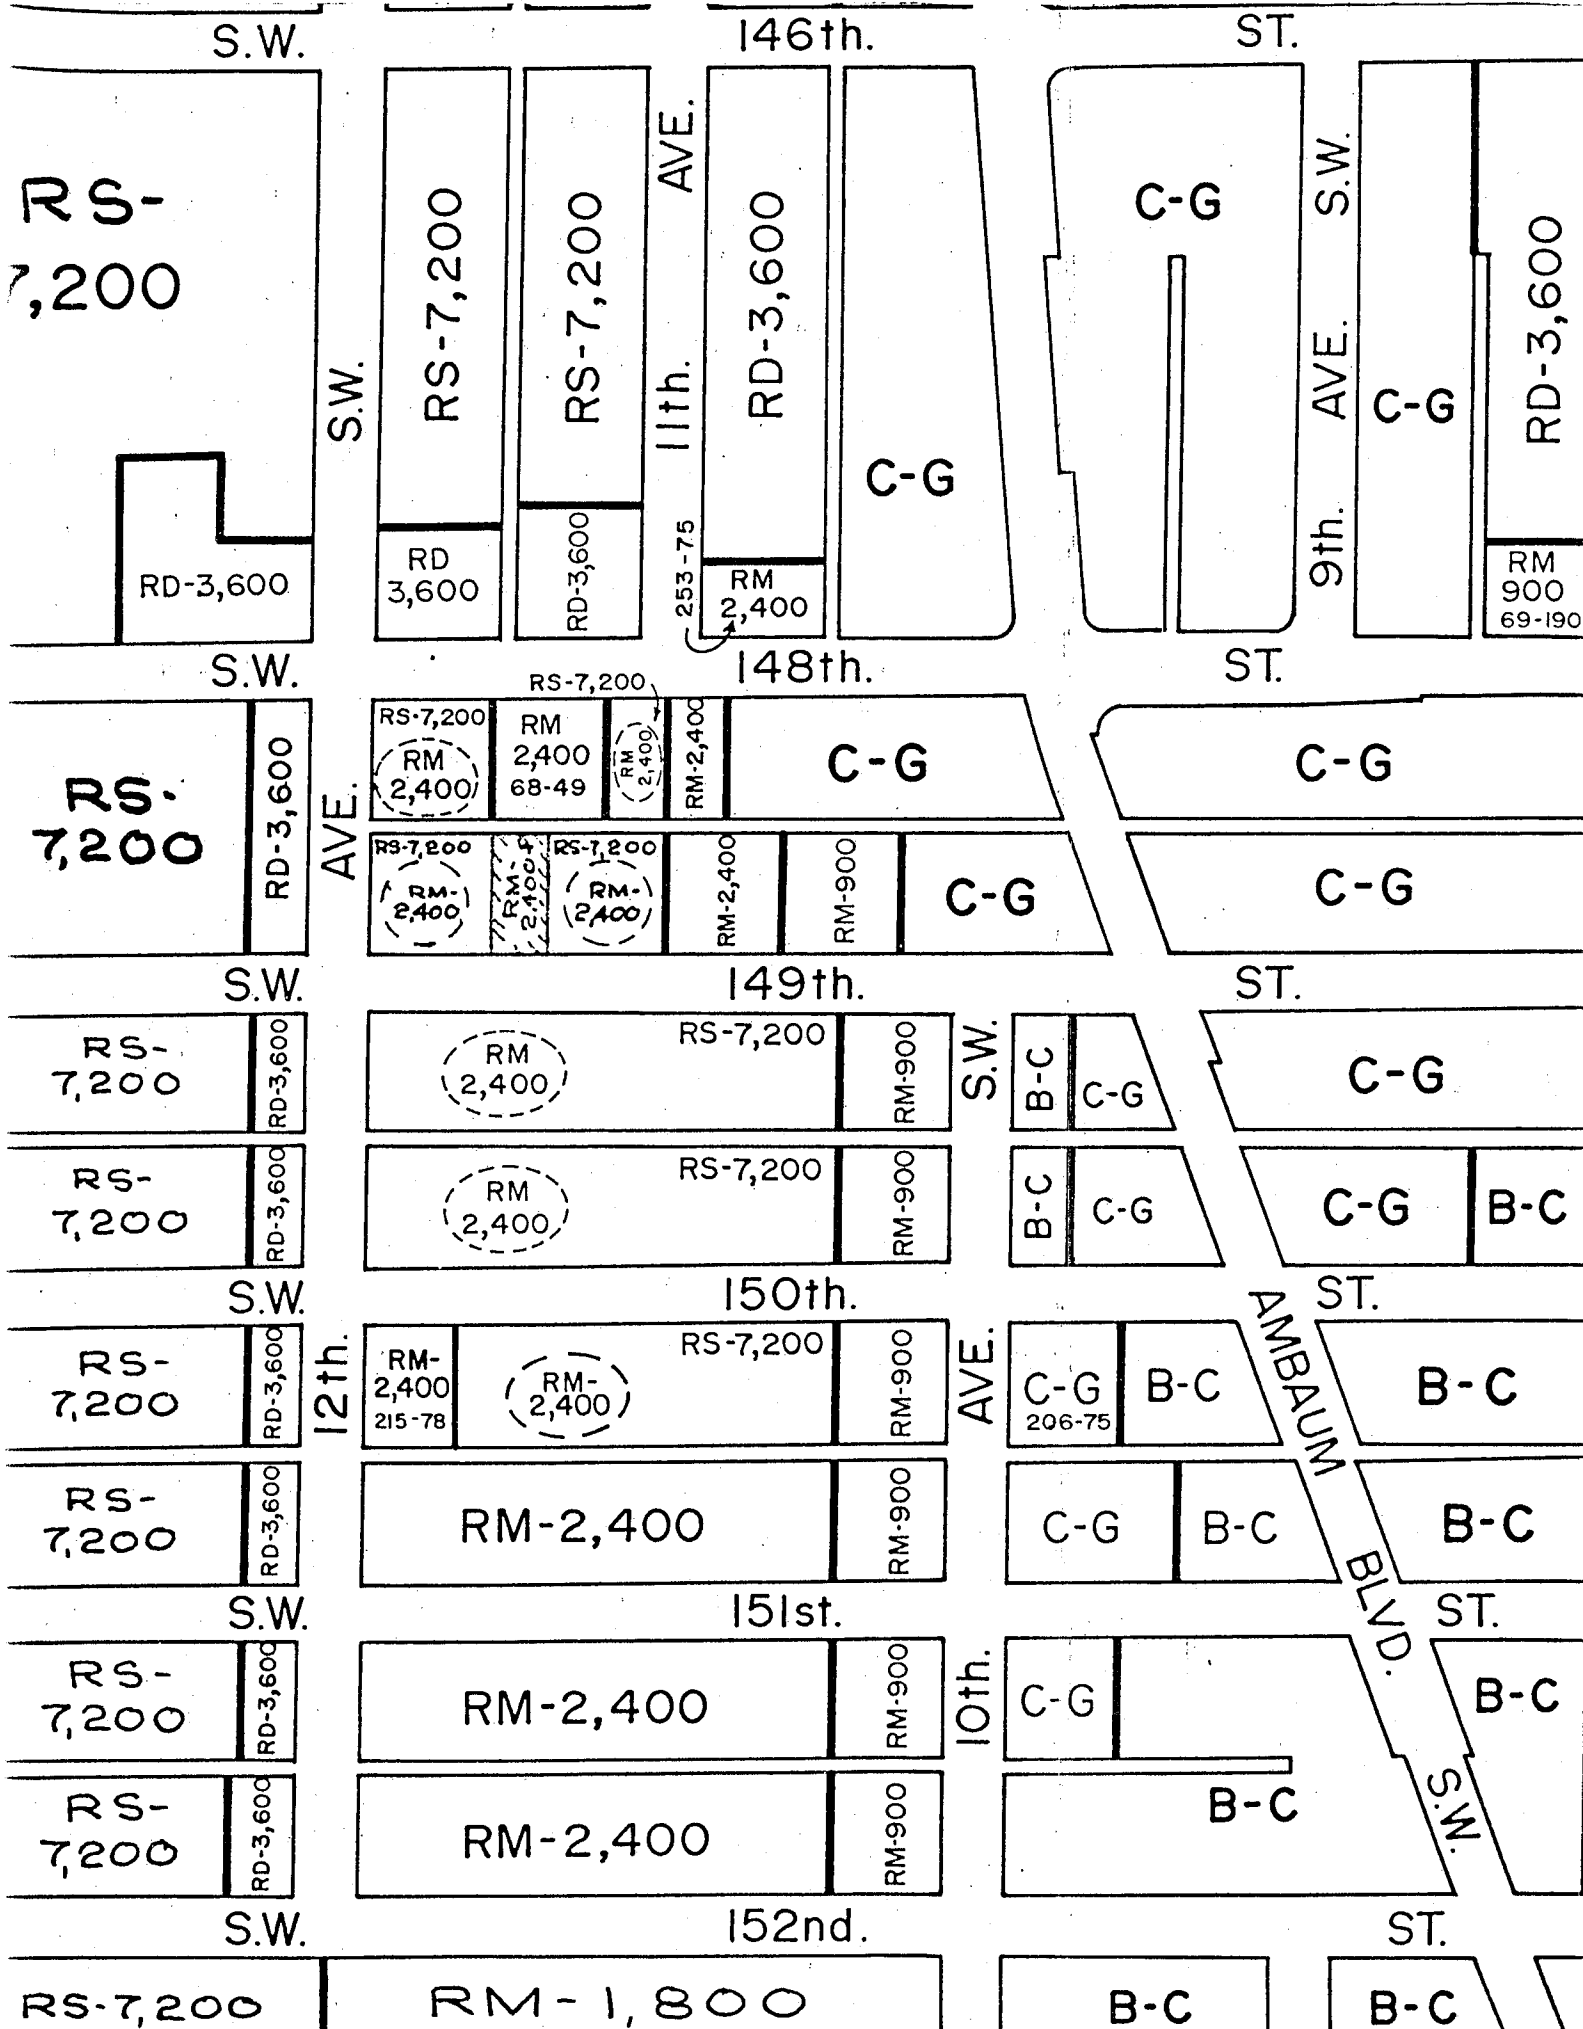 S.W. 146th. ST.
RS-
7,200
RS-7,200
RS-7,200
AVE.
RD-3,600
C-G
C-G
S.W.
AVE.
9th.
C-G
RD-3,600
S.W.
11th.
RD-3,600
RD
3,600
RD-3,600
253-75
RM
2,400
RM
900
69-190
S.W. 148th. ST.
RS-7,200
RS-
7,200
RD-3,600
AVE.
RS-7,200
RM
2,400
RM
2,400
68-49
RM
2,400
RM-2,400
C-G
C-G
RS-7,200
RM-
2,400
RM-
2,400
RS-7,200
RM-
2,400
RM-2,400
RM-900
C-G
C-G
S.W. 149th. ST.
RS-
7,200
RD-3,600
RM
2,400
RS-7,200
RM-900
S.W.
B-C
C-G
C-G
RS-
7,200
RD-3,600
RM
2,400
RS-7,200
RM-900
B-C
C-G
C-G
B-C
S.W. 150th. ST.
RS-
7,200
RD-3,600
12th.
RM-
2,400
215-78
RM-
2,400
RS-7,200
RM-900
AVE.
C-G
206-75
B-C
AMBAUM
B-C
RS-
7,200
RD-3,600
RM-2,400
RM-900
C-G
B-C
B-C
S.W. 151st. BLVD. ST.
RS-
7,200
RD-3,600
RM-2,400
RM-900
10th.
C-G
B-C
RS-
7,200
RD-3,600
RM-2,400
RM-900
B-C
S.W.
S.W. 152nd. ST.
RS-7,200
RM-1,800
B-C
B-C